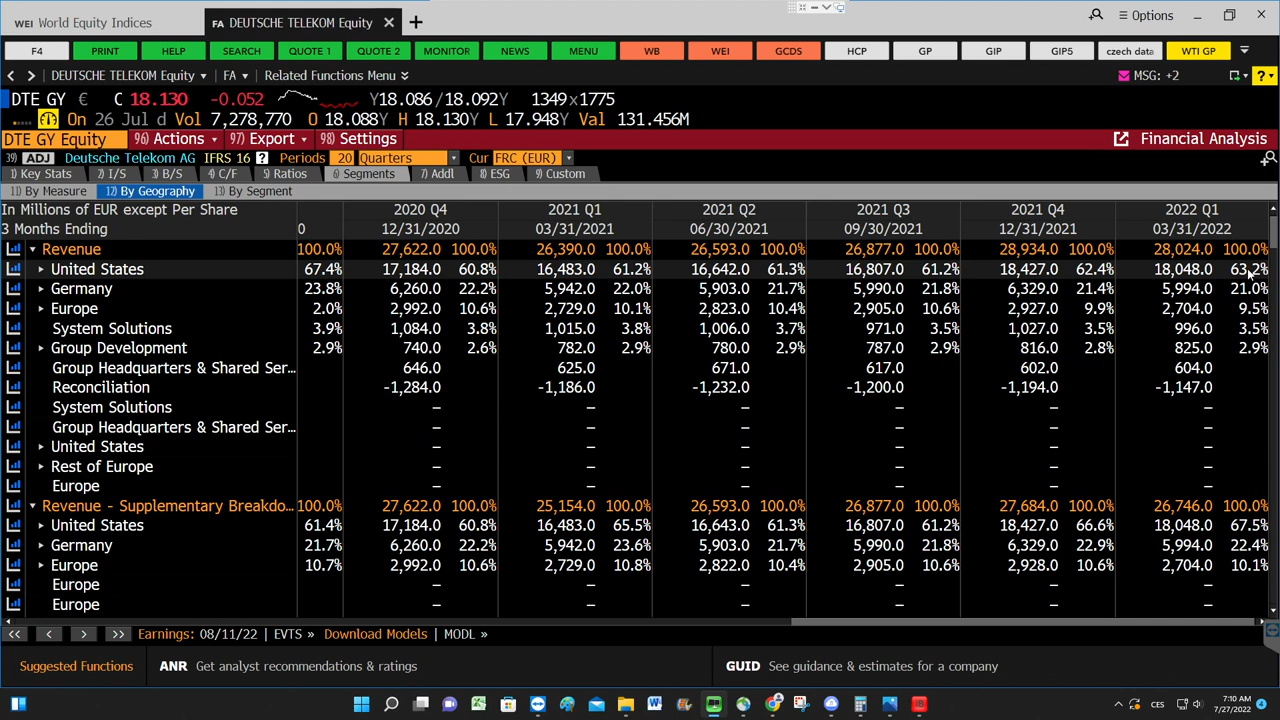 WEI World Equity Indices FA DEUTSCHE TELEKOM Equity Options
F4 PRINT HELP SEARCH QUOTE 1 QUOTE 2 MONITOR NEWS MENU WB WEI GCDS HCP GP GIP GIP5 czech data WTI GP
DEUTSCHE TELEKOM Equity FA Related Functions Menu MSG: +2 ?
DTE GY € C 18.130 -0.052 Y18.086/18.092Y 1349x1775
On 26 Jul d Vol 7,278,770 O 18.088Y H 18.130Y L 17.948Y Val 131.456M
DTE GY Equity 96) Actions 97) Export 98) Settings Financial Analysis
39) ADJ Deutsche Telekom AG IFRS 16 ? Periods 20 Quarters Cur FRC (EUR)
1) Key Stats 2) I/S 3) B/S 4) C/F 5) Ratios 6) Segments 7) Addl 8) ESG 9) Custom
11) By Measure 12) By Geography 13) By Segment
In Millions of EUR except Per Share 2020 Q4 2021 Q1 2021 Q2 2021 Q3 2021 Q4 2022 Q1
3 Months Ending 0 12/31/2020 03/31/2021 06/30/2021 09/30/2021 12/31/2021 03/31/2022
Revenue 100.0% 27,622.0 100.0% 26,390.0 100.0% 26,593.0 100.0% 26,877.0 100.0% 28,934.0 100.0% 28,024.0 100.0%
United States 67.4% 17,184.0 60.8% 16,483.0 61.2% 16,642.0 61.3% 16,807.0 61.2% 18,427.0 62.4% 18,048.0 63.2%
Germany 23.8% 6,260.0 22.2% 5,942.0 22.0% 5,903.0 21.7% 5,990.0 21.8% 6,329.0 21.4% 5,994.0 21.0%
Europe 2.0% 2,992.0 10.6% 2,729.0 10.1% 2,823.0 10.4% 2,905.0 10.6% 2,927.0 9.9% 2,704.0 9.5%
System Solutions 3.9% 1,084.0 3.8% 1,015.0 3.8% 1,006.0 3.7% 971.0 3.5% 1,027.0 3.5% 996.0 3.5%
Group Development 2.9% 740.0 2.6% 782.0 2.9% 780.0 2.9% 787.0 2.9% 816.0 2.8% 825.0 2.9%
Group Headquarters & Shared Ser... 646.0 625.0 671.0 617.0 602.0 604.0
Reconciliation -1,284.0 -1,186.0 -1,232.0 -1,200.0 -1,194.0 -1,147.0
System Solutions – – – – – –
Group Headquarters & Shared Ser... – – – – – –
United States – – – – – –
Rest of Europe – – – – – –
Europe – – – – – –
Revenue - Supplementary Breakdo... 100.0% 27,622.0 100.0% 25,154.0 100.0% 26,593.0 100.0% 26,877.0 100.0% 27,684.0 100.0% 26,746.0 100.0%
United States 61.4% 17,184.0 60.8% 16,483.0 65.5% 16,643.0 61.3% 16,807.0 61.2% 18,427.0 66.6% 18,048.0 67.5%
Germany 21.7% 6,260.0 22.2% 5,942.0 23.6% 5,903.0 21.7% 5,990.0 21.8% 6,329.0 22.9% 5,994.0 22.4%
Europe 10.7% 2,992.0 10.6% 2,729.0 10.8% 2,822.0 10.4% 2,905.0 10.6% 2,928.0 10.6% 2,704.0 10.1%
Europe – – – – – –
Europe – – – – – –
<< < > >> Earnings: 08/11/22 | EVTS » Download Models | MODL »
Suggested Functions ANR Get analyst recommendations & ratings GUID See guidance & estimates for a company
CES 7:10 AM
7/27/2022